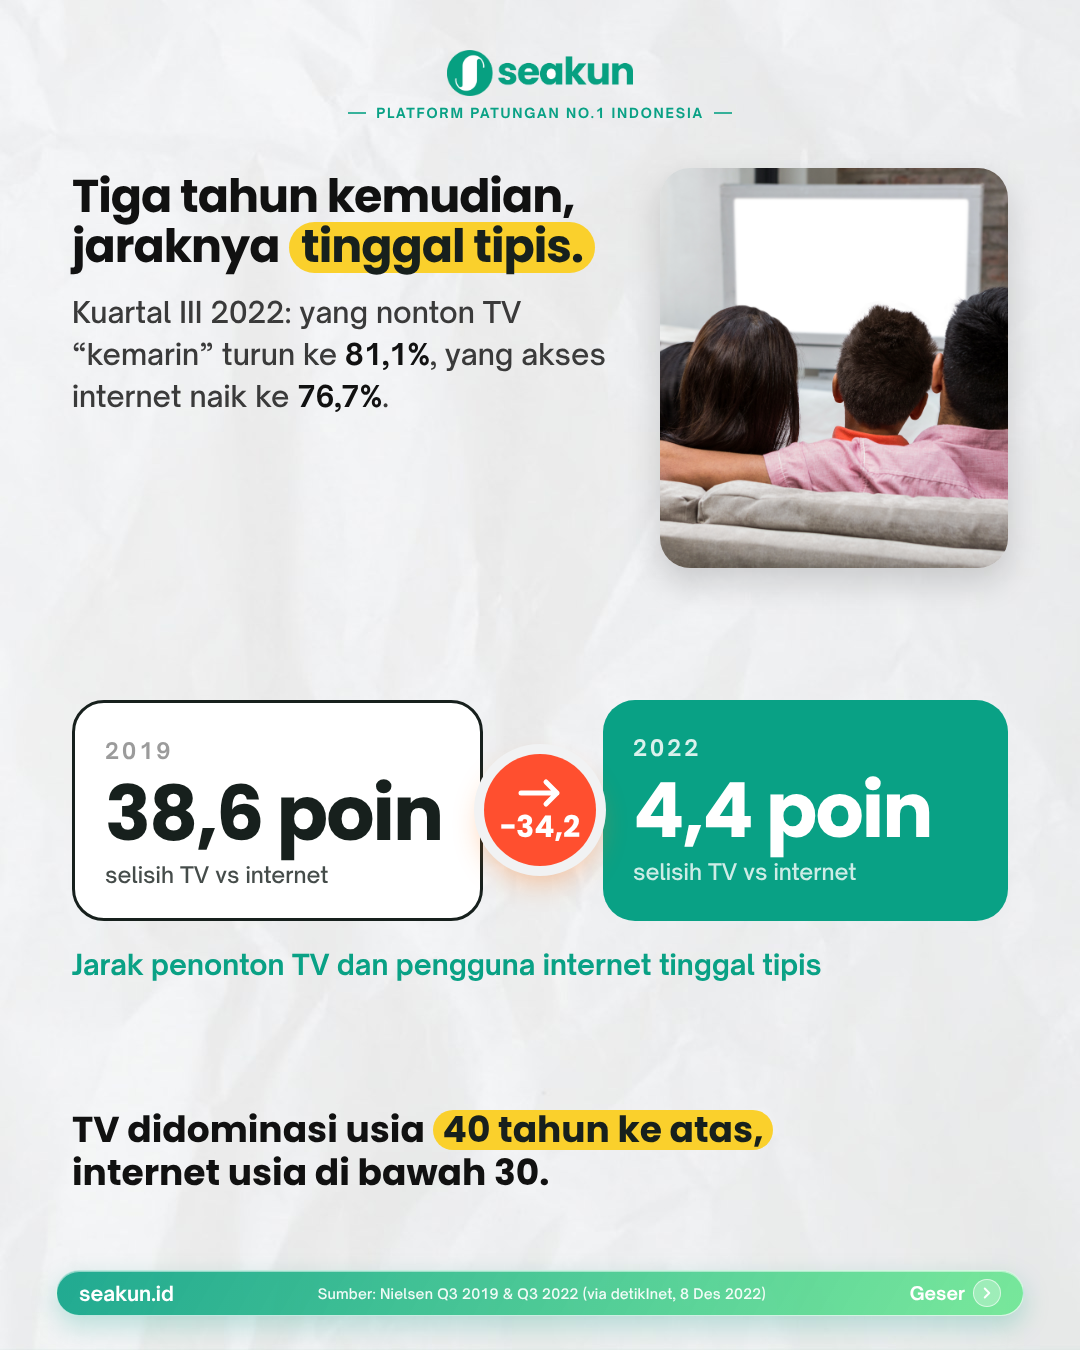 seakun
PLATFORM PATUNGAN NO.1 INDONESIA
Tiga tahun kemudian,
jaraknya tinggal tipis.
Kuartal III 2022: yang nonton TV
“kemarin” turun ke 81,1%, yang akses
internet naik ke 76,7%.
2019
38,6 poin
selisih TV vs internet
→
-34,2
2022
4,4 poin
selisih TV vs internet
Jarak penonton TV dan pengguna internet tinggal tipis
TV didominasi usia 40 tahun ke atas,
internet usia di bawah 30.
seakun.id
Sumber: Nielsen Q3 2019 & Q3 2022 (via detikInet, 8 Des 2022)
Geser